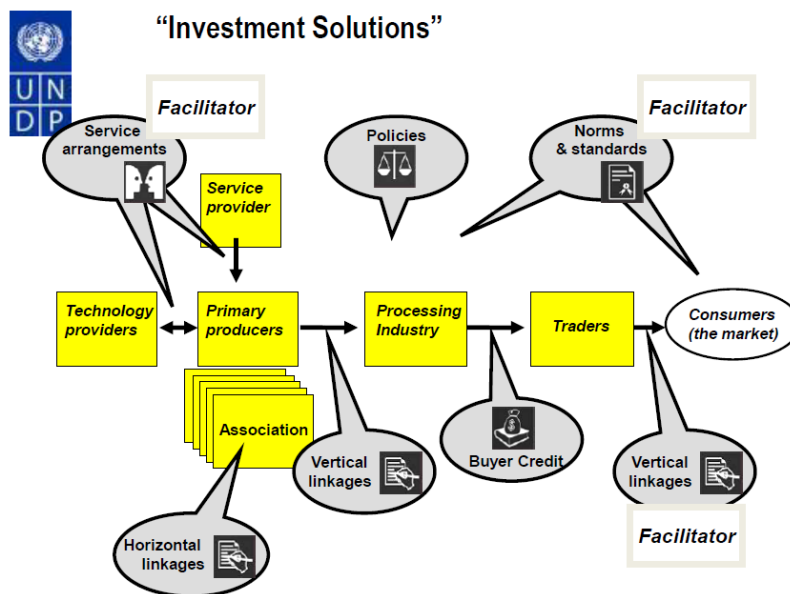 “Investment Solutions”
U N
D P
Facilitator
Facilitator
Service
arrangements
Policies
Norms
& standards
Service
provider
Technology
providers
Primary
producers
Processing
Industry
Traders
Consumers
(the market)
Association
Vertical
linkages
Buyer Credit
Vertical
linkages
Horizontal
linkages
Facilitator